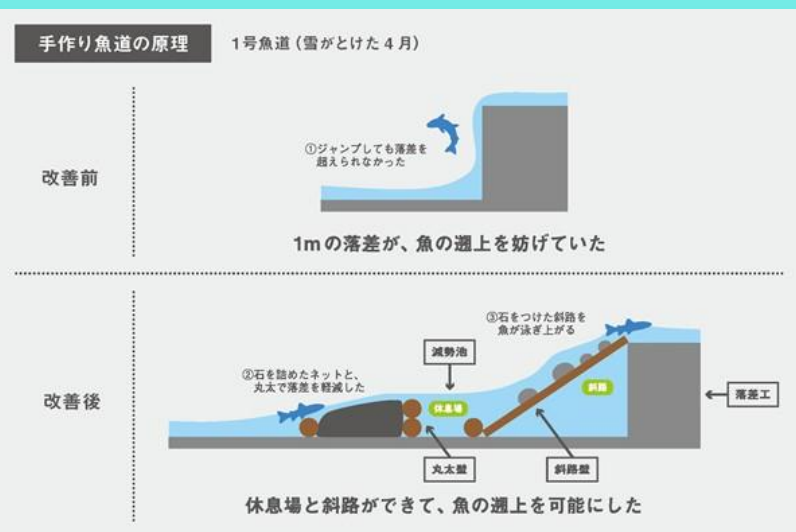 手作り魚道の原理
1号魚道（雪がとけた4月）
改善前
①ジャンプしても落差を
超えられなかった
1mの落差が、魚の遡上を妨げていた
改善後
②石を詰めたネットと、
丸太で落差を軽減した
減勢池
③石をつけた斜路を
魚が泳ぎ上がる
休息場
斜路
落差工
丸太壁
斜路壁
休息場と斜路ができて、魚の遡上を可能にした